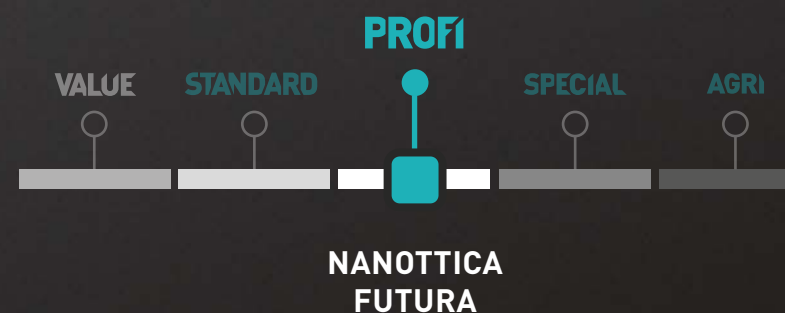 PROFI
VALUE STANDARD SPECIAL AGRI
NANOTTICA
FUTURA